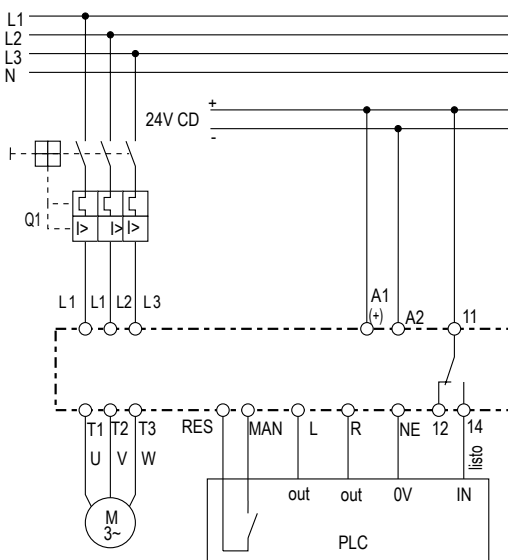 L1
L2
L3
N
24V CD
+
-
Q1
I> I> I>
L1 L1 L2 L3
A1
(+)
A2
11
T1 T2 T3
U V W
RES MAN L R NE 12 14
listo
M
3~
out out 0V IN
PLC